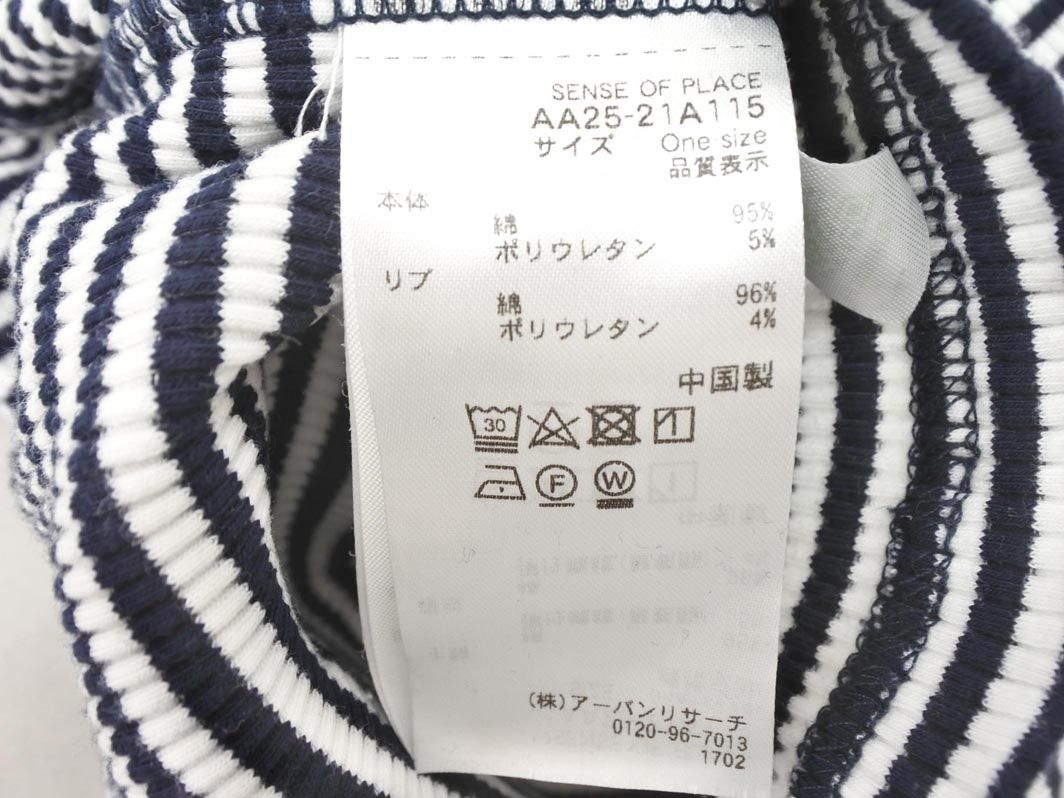 SENSE OF PLACE
AA25-21A115
サイズ One size
品質表示
本体
綿 95%
ポリウレタン 5%
リブ
綿 96%
ポリウレタン 4%
中国製
30
F W
(株)アーバンリサーチ
0120-96-7013
1702